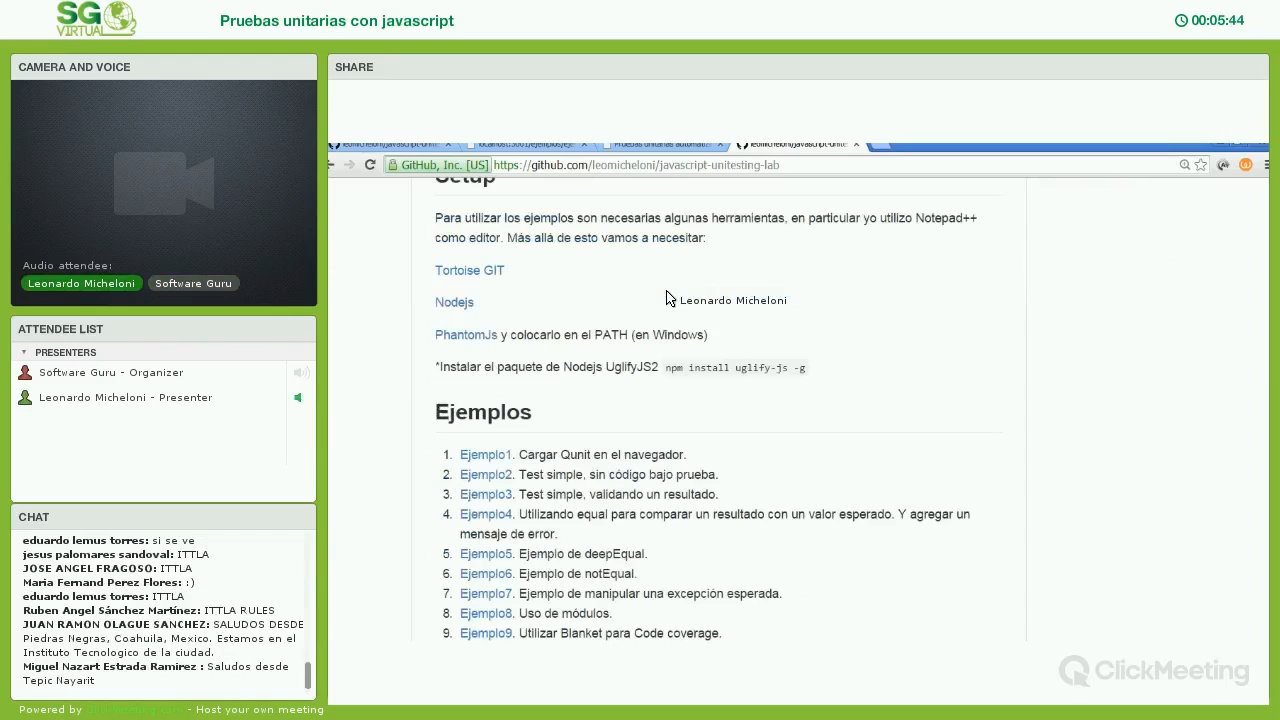 SG
VIRTUAL
Pruebas unitarias con javascript
00:05:44
CAMERA AND VOICE
Audio attendee:
Leonardo Micheloni
Software Guru
ATTENDEE LIST
PRESENTERS
Software Guru - Organizer
Leonardo Micheloni - Presenter
CHAT
eduardo lemus torres: si se ve
jesus palomares sandoval: ITTLA
JOSE ANGEL FRAGOSO: ITTLA
Maria Fernand Perez Flores: :)
eduardo lemus torres: ITTLA
Ruben Angel Sánchez Martínez: ITTLA RULES
JUAN RAMON OLAGUE SANCHEZ: SALUDOS DESDE
Piedras Negras, Coahuila, Mexico. Estamos en el
Instituto Tecnologico de la ciudad.
Miguel Nazart Estrada Ramirez : Saludos desde
Tepic Nayarit
SHARE
GitHub, Inc. [US] https://github.com/leomicheloni/javascript-unitesting-lab
Setup
Para utilizar los ejemplos son necesarias algunas herramientas, en particular yo utilizo Notepad++
como editor. Más allá de esto vamos a necesitar:
Tortoise GIT
Leonardo Micheloni
Nodejs
PhantomJs y colocarlo en el PATH (en Windows)
*Instalar el paquete de Nodejs UglifyJS2 npm install uglify-js -g
Ejemplos
1. Ejemplo1. Cargar Qunit en el navegador.
2. Ejemplo2. Test simple, sin código bajo prueba.
3. Ejemplo3. Test simple, validando un resultado.
4. Ejemplo4. Utilizando equal para comparar un resultado con un valor esperado. Y agregar un
mensaje de error.
5. Ejemplo5. Ejemplo de deepEqual.
6. Ejemplo6. Ejemplo de notEqual.
7. Ejemplo7. Ejemplo de manipular una excepción esperada.
8. Ejemplo8. Uso de módulos.
9. Ejemplo9. Utilizar Blanket para Code coverage.
ClickMeeting
Powered by - Host your own meeting